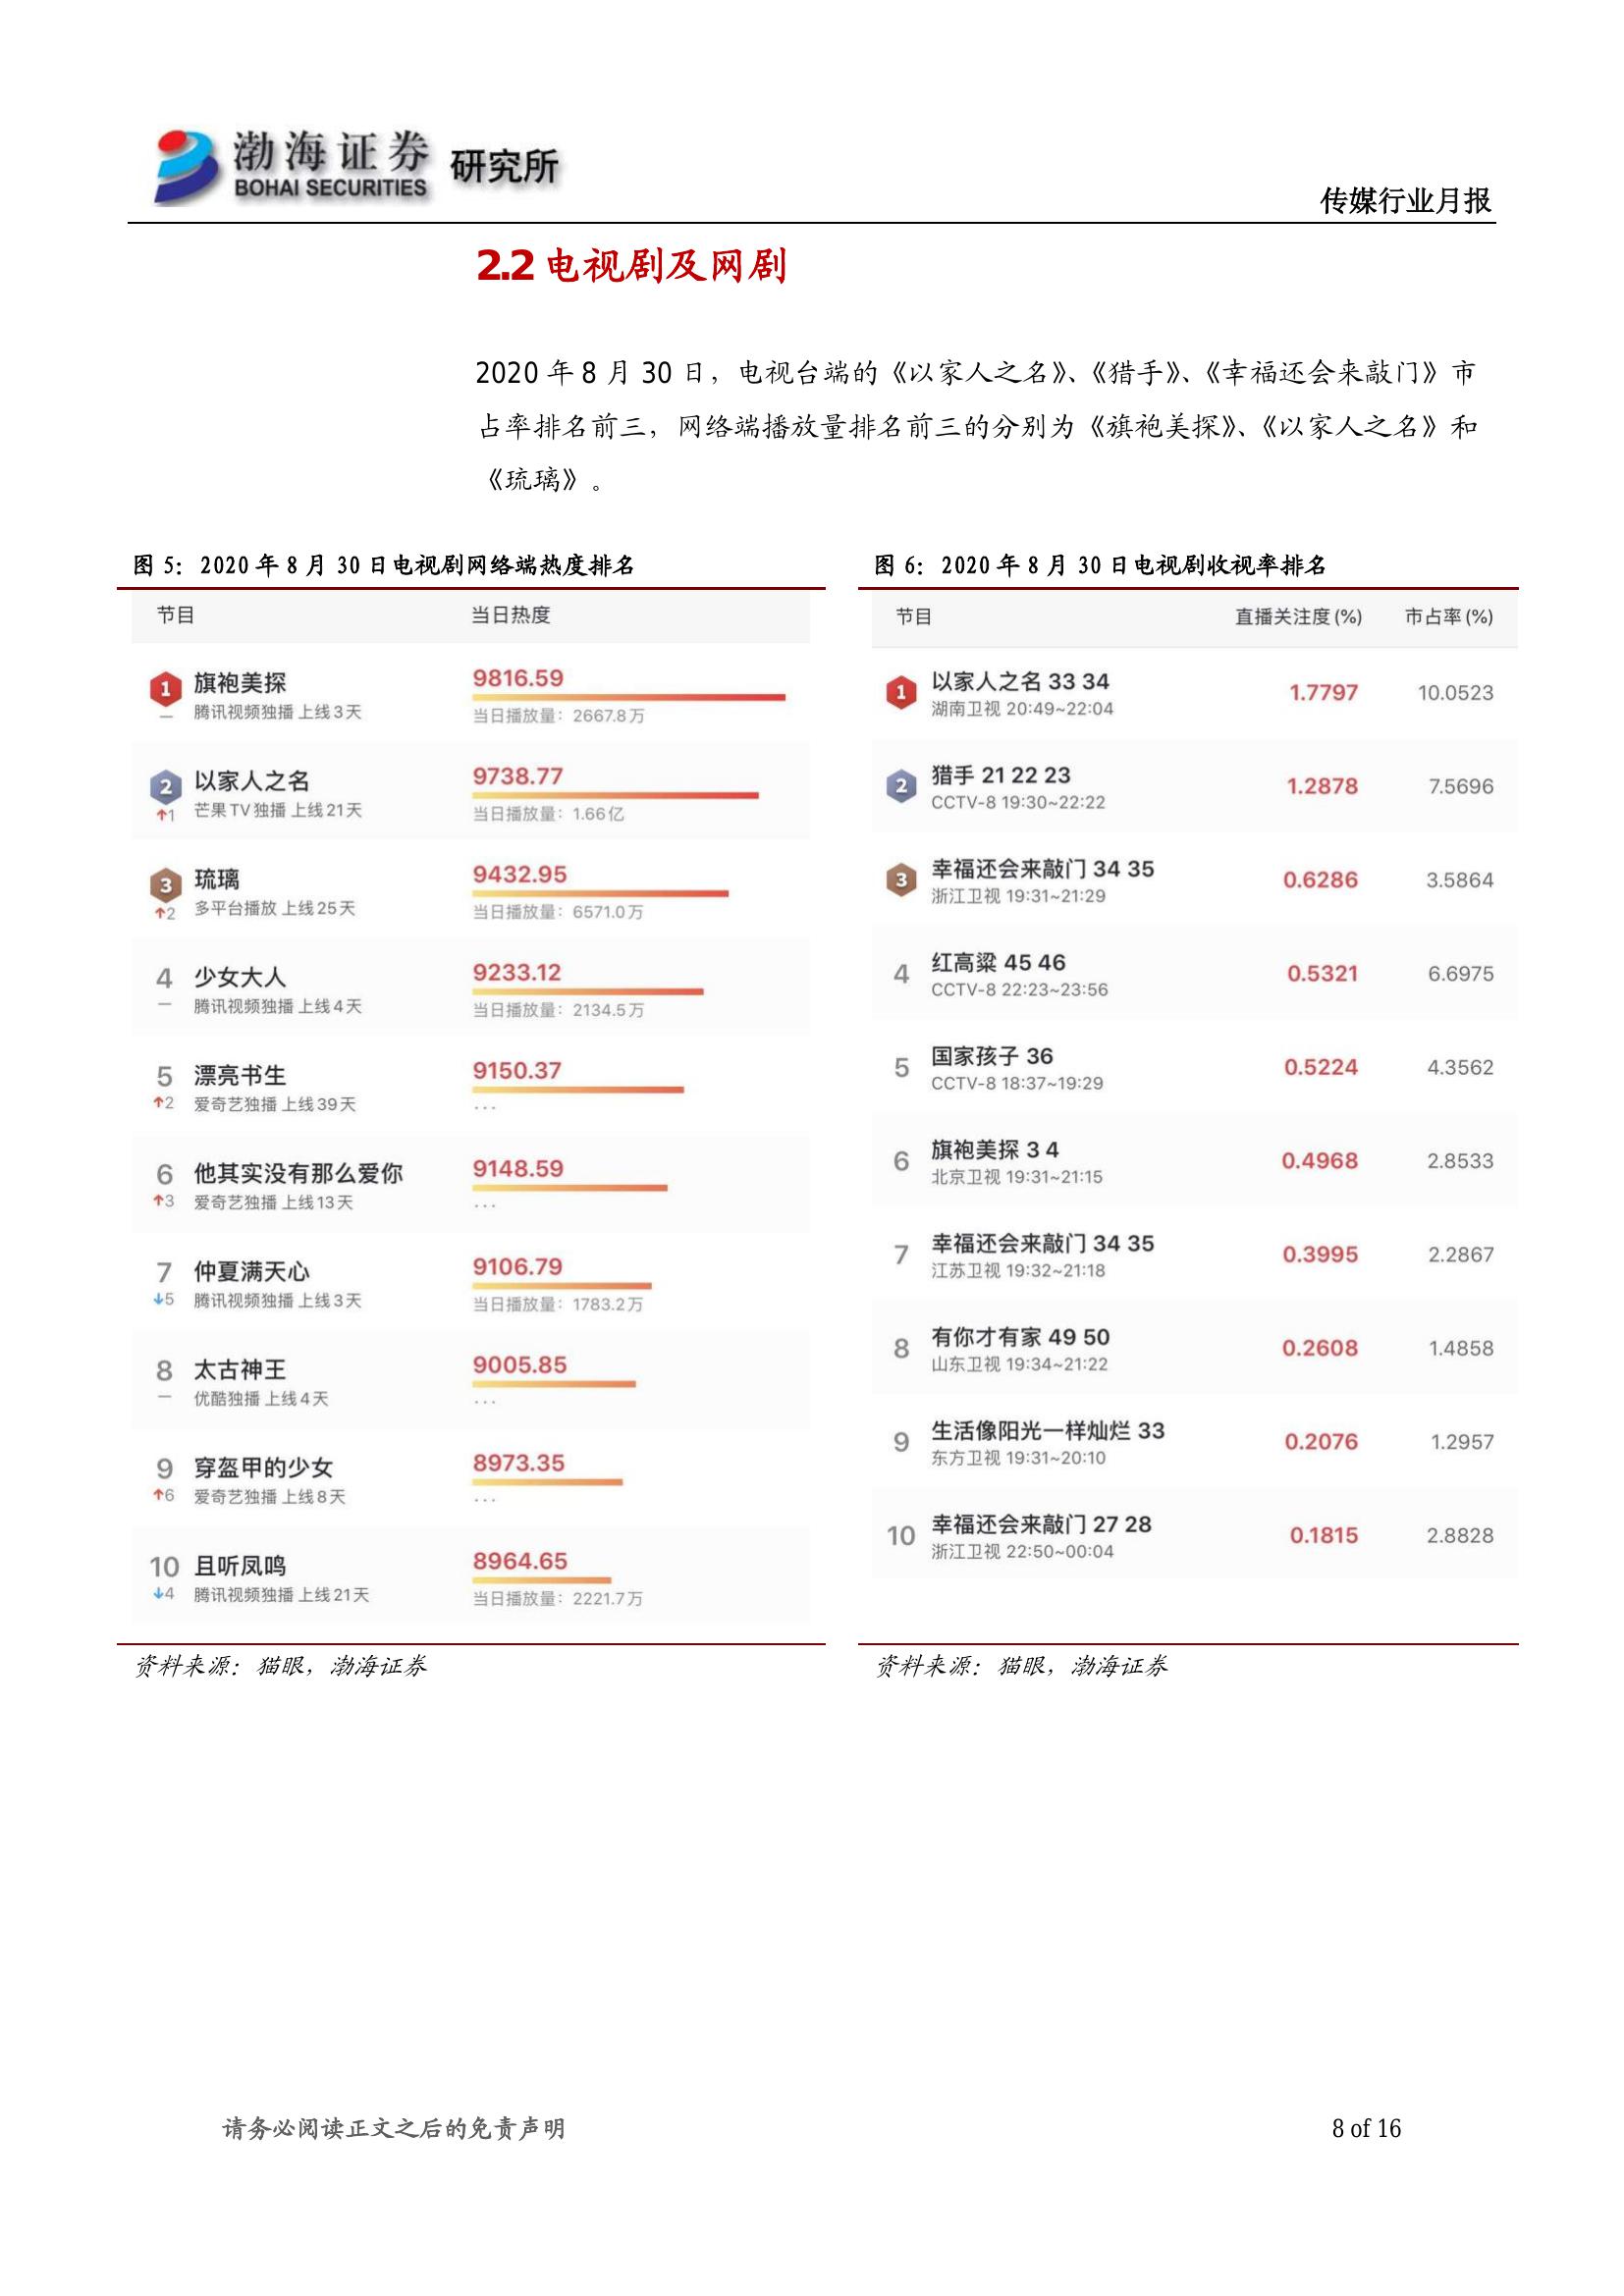 渤海证券 研究所
BOHAI SECURITIES
传媒行业月报
2.2 电视剧及网剧
2020 年 8 月 30 日，电视台端的《以家人之名》、《猎手》、《幸福还会来敲门》市
占率排名前三，网络端播放量排名前三的分别为《旗袍美探》、《以家人之名》和
《琉璃》。
图 5：2020 年 8 月 30 日电视剧网络端热度排名
节目 当日热度
1 旗袍美探 9816.59
— 腾讯视频独播 上线3天 当日播放量：2667.8万
2 以家人之名 9738.77
↑1 芒果TV独播 上线21天 当日播放量：1.66亿
3 琉璃 9432.95
↑2 多平台播放 上线25天 当日播放量：6571.0万
4 少女大人 9233.12
— 腾讯视频独播 上线4天 当日播放量：2134.5万
5 漂亮书生 9150.37
↑2 爱奇艺独播 上线39天 ...
6 他其实没有那么爱你 9148.59
↑3 爱奇艺独播 上线13天 ...
7 仲夏满天心 9106.79
↓5 腾讯视频独播 上线3天 当日播放量：1783.2万
8 太古神王 9005.85
— 优酷独播 上线4天 ...
9 穿盔甲的少女 8973.35
↑6 爱奇艺独播 上线8天 ...
10 且听凤鸣 8964.65
↓4 腾讯视频独播 上线21天 当日播放量：2221.7万
资料来源：猫眼，渤海证券
图 6：2020 年 8 月 30 日电视剧收视率排名
节目 直播关注度(%) 市占率(%)
1 以家人之名 33 34 1.7797 10.0523
湖南卫视 20:49~22:04
2 猎手 21 22 23 1.2878 7.5696
CCTV-8 19:30~22:22
3 幸福还会来敲门 34 35 0.6286 3.5864
浙江卫视 19:31~21:29
4 红高粱 45 46 0.5321 6.6975
CCTV-8 22:23~23:56
5 国家孩子 36 0.5224 4.3562
CCTV-8 18:37~19:29
6 旗袍美探 3 4 0.4968 2.8533
北京卫视 19:31~21:15
7 幸福还会来敲门 34 35 0.3995 2.2867
江苏卫视 19:32~21:18
8 有你才有家 49 50 0.2608 1.4858
山东卫视 19:34~21:22
9 生活像阳光一样灿烂 33 0.2076 1.2957
东方卫视 19:31~20:10
10 幸福还会来敲门 27 28 0.1815 2.8828
浙江卫视 22:50~00:04
资料来源：猫眼，渤海证券
请务必阅读正文之后的免责声明 8 of 16